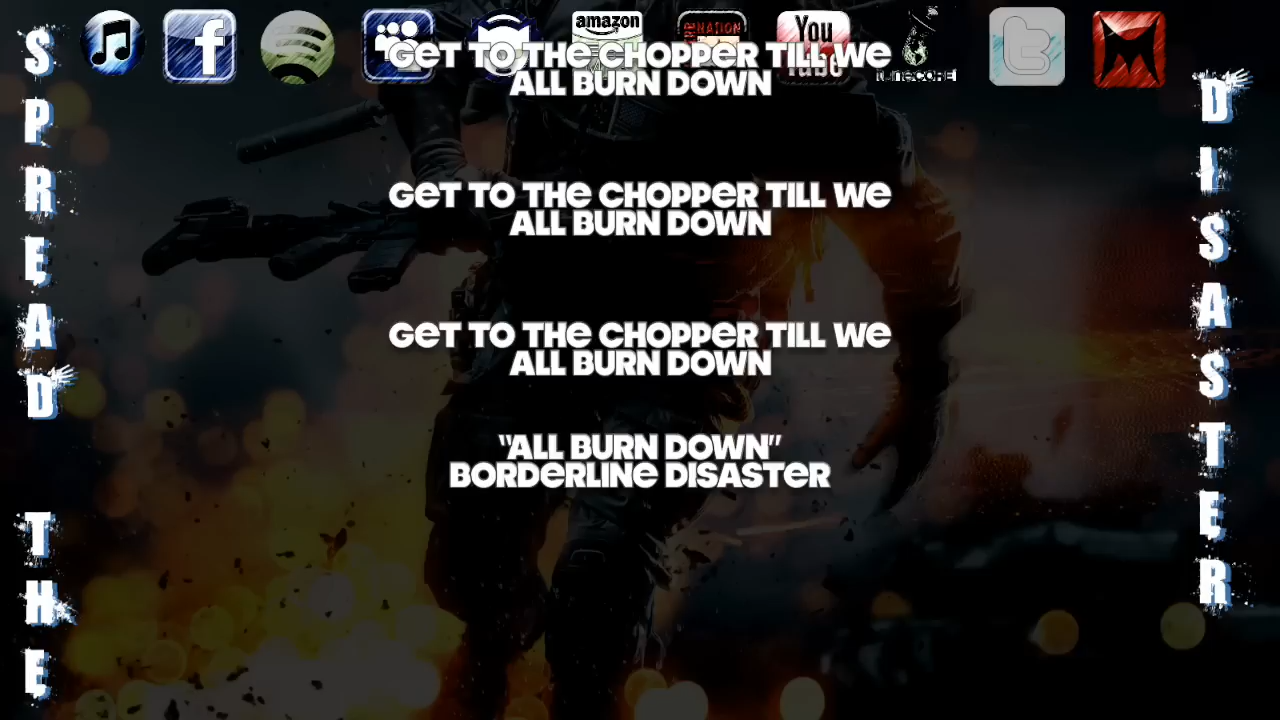 SPREAD THE
amazon
You
Tube
TUNECORE
GET TO THE CHOPPER TILL WE
ALL BURN DOWN
GET TO THE CHOPPER TILL WE
ALL BURN DOWN
GET TO THE CHOPPER TILL WE
ALL BURN DOWN
"ALL BURN DOWN"
BORDERLINE DISASTER
DISASTER